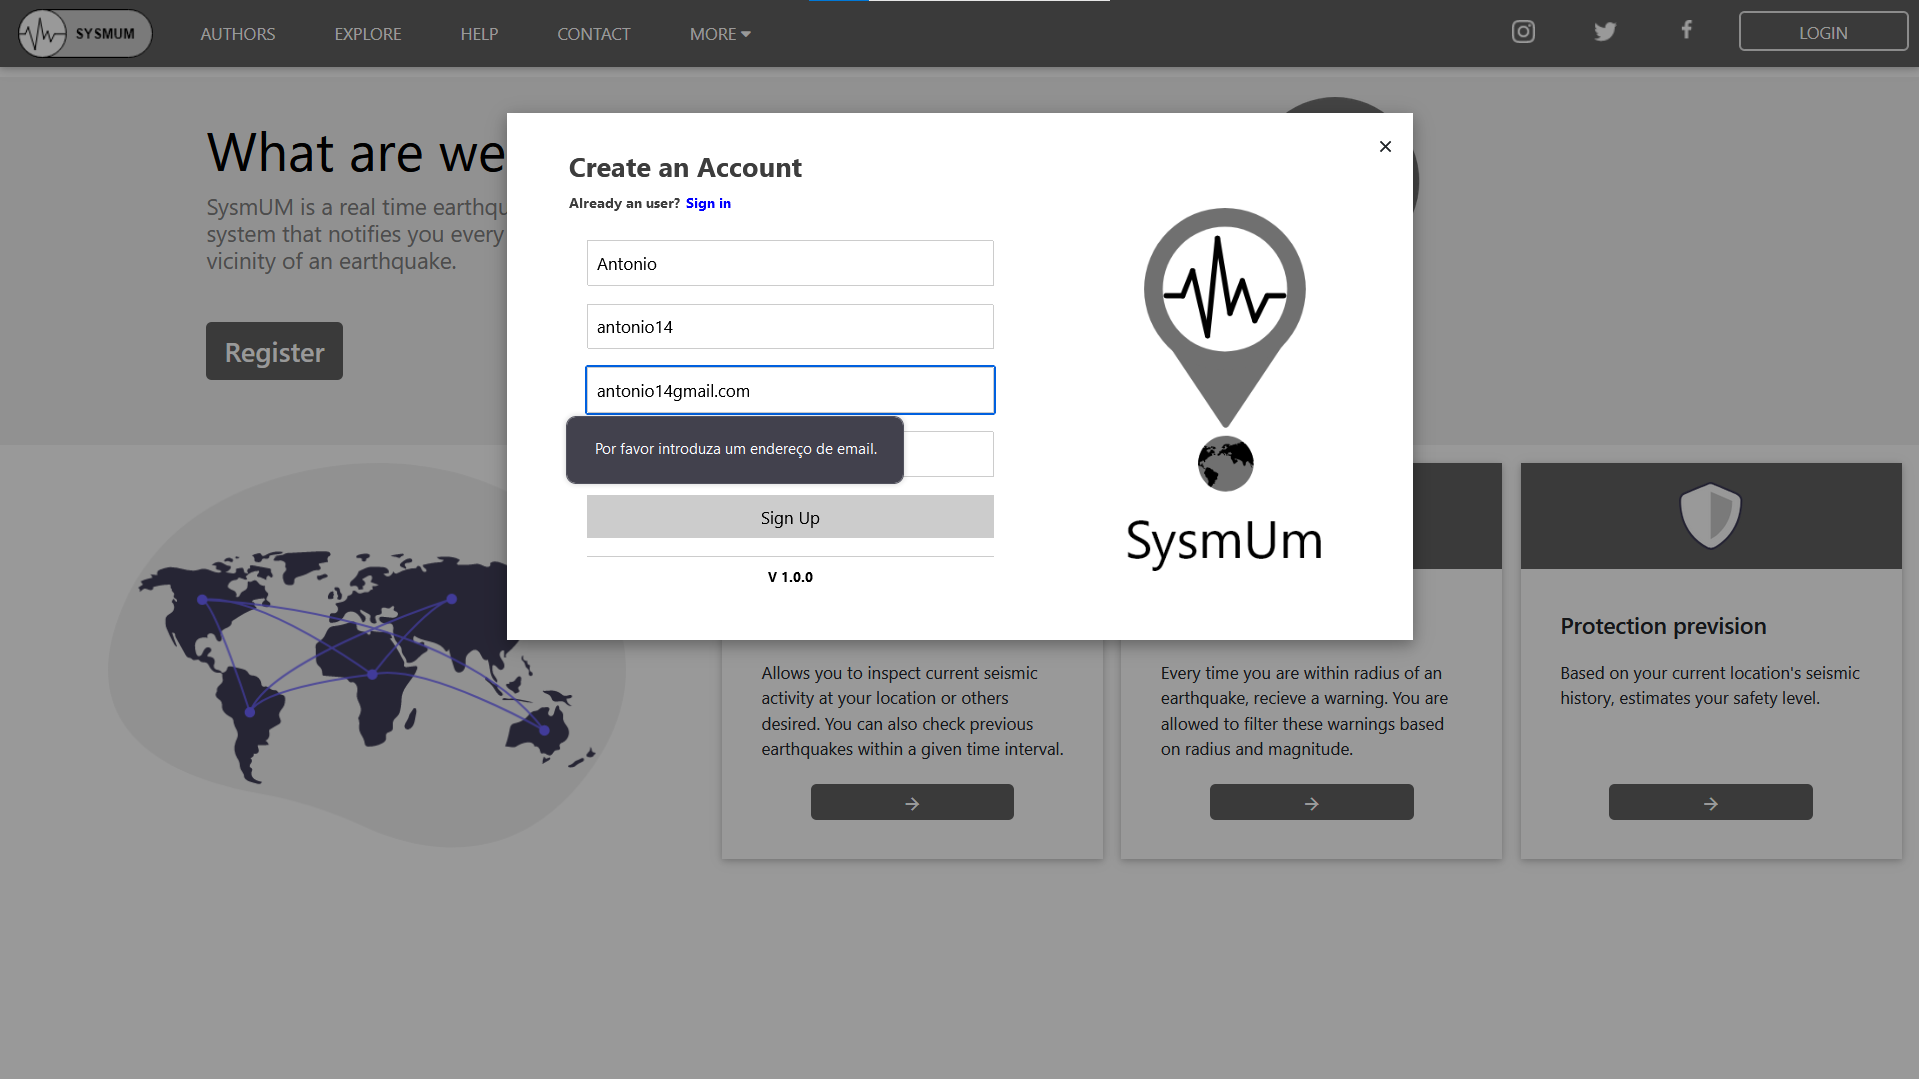 SYSMUM
AUTHORS
EXPLORE
HELP
CONTACT
MORE
LOGIN
What are we
SysmUM is a real time earthqu
system that notifies you every
vicinity of an earthquake.
Register
Create an Account
Already an user? Sign in
Antonio
antonio14
antonio14gmail.com
Por favor introduza um endereço de email.
Sign Up
V 1.0.0
SysmUm
Allows you to inspect current seismic
activity at your location or others
desired. You can also check previous
earthquakes within a given time interval.
Every time you are within radius of an
earthquake, recieve a warning. You are
allowed to filter these warnings based
on radius and magnitude.
Protection prevision
Based on your current location's seismic
history, estimates your safety level.